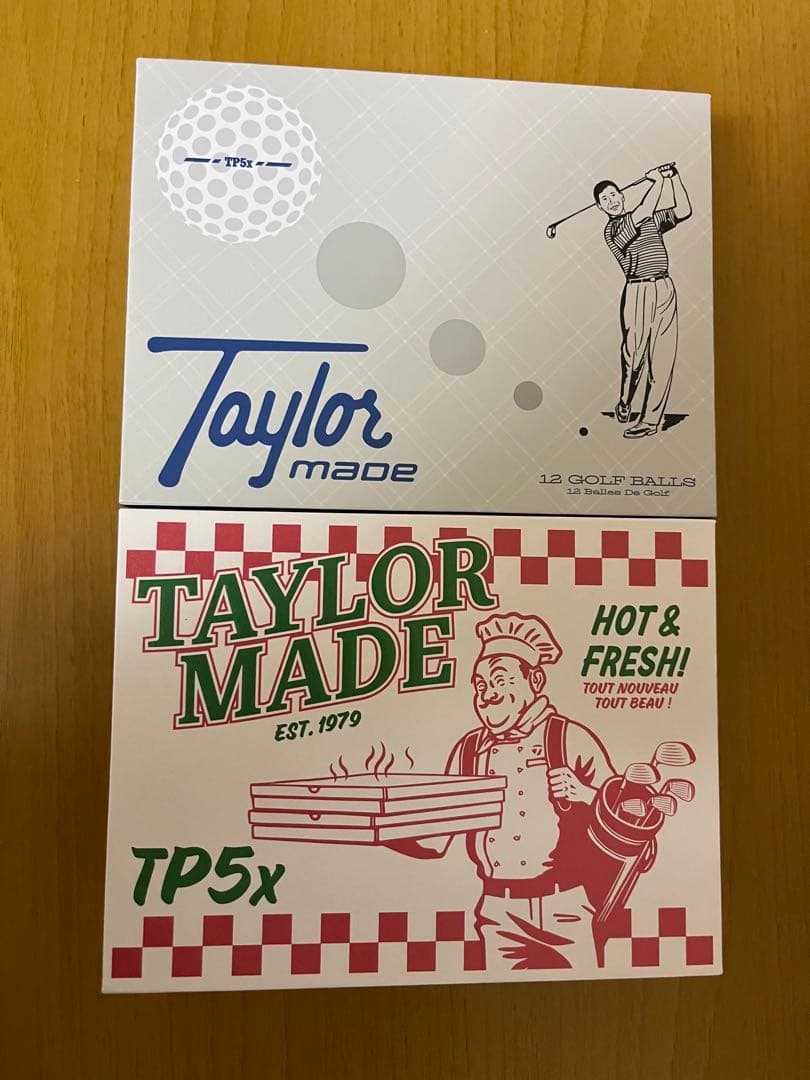 TP5x
Taylor
made
12 GOLF BALLS
12 Balles De Golf
TAYLOR
MADE
EST. 1979
HOT &
FRESH!
TOUT NOUVEAU
TOUT BEAU !
TP5x